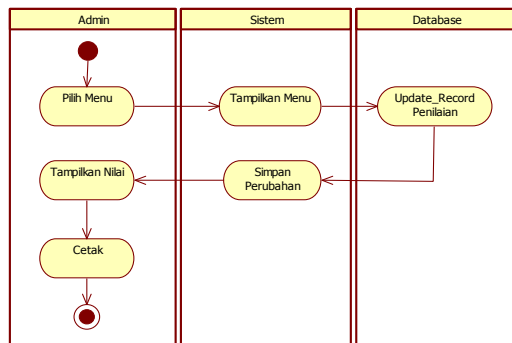 Admin
Sistem
Database
Pilih Menu
Tampilkan Menu
Update_Record
Penilaian
Tampilkan Nilai
Simpan
Perubahan
Cetak